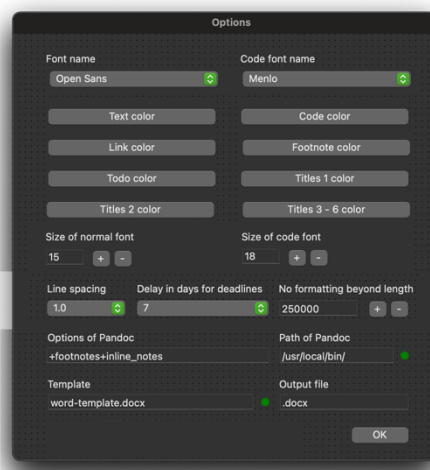 Options
Font name Code font name
Open Sans Menlo
Text color Code color
Link color Footnote color
Todo color Titles 1 color
Titles 2 color Titles 3 - 6 color
Size of normal font Size of code font
15 + - 18 + -
Line spacing Delay in days for deadlines No formatting beyond length
1.0 7 250000 + -
Options of Pandoc Path of Pandoc
+footnotes+inline_notes /usr/local/bin/
Template Output file
word-template.docx .docx
OK